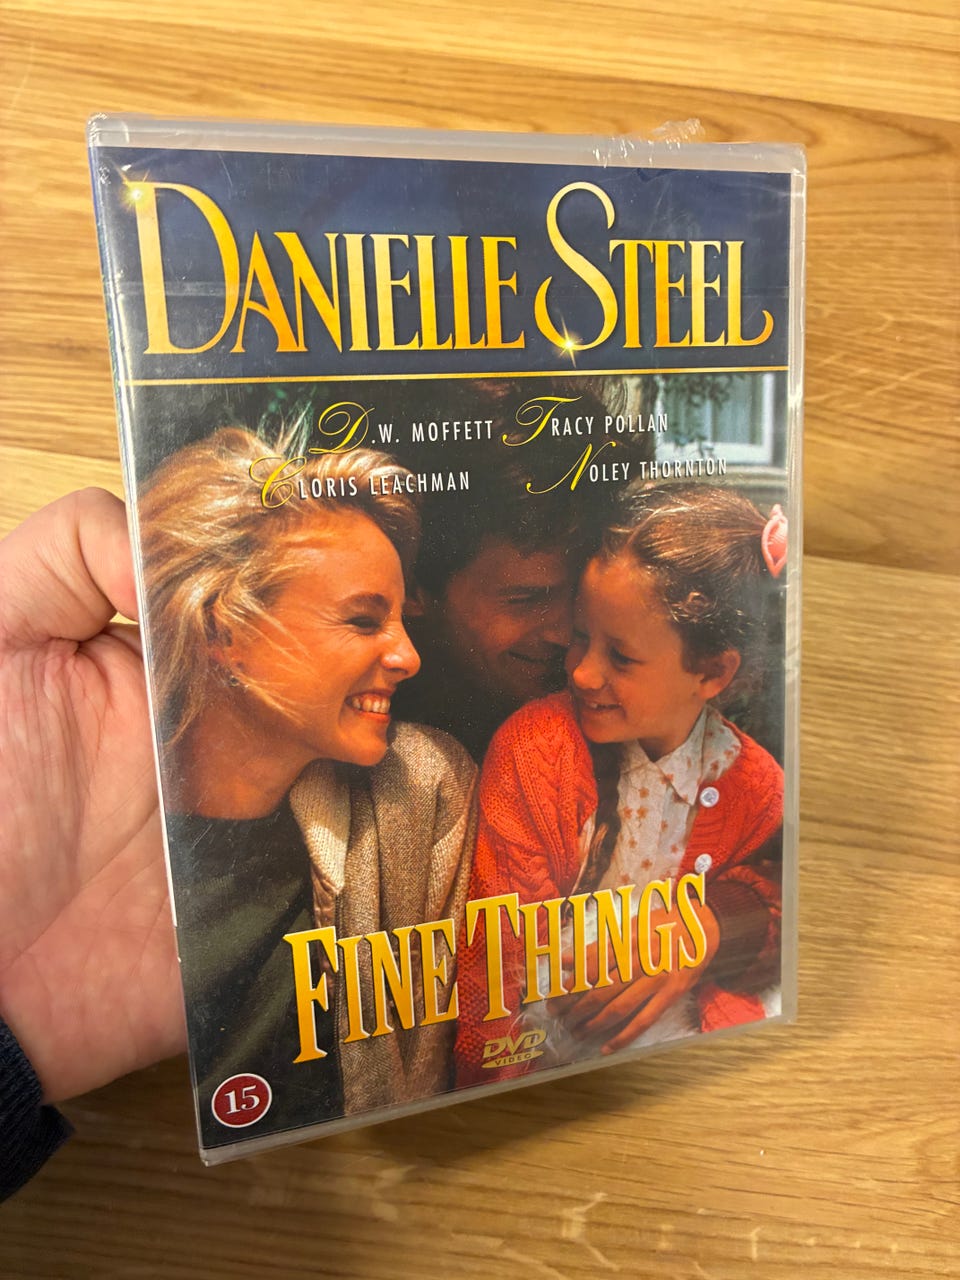 DANIELLE STEEL
D.W. MOFFETT TRACY POLLAN
CLORIS LEACHMAN NOLEY THORNTON
FINE THINGS
DVD
VIDEO
15